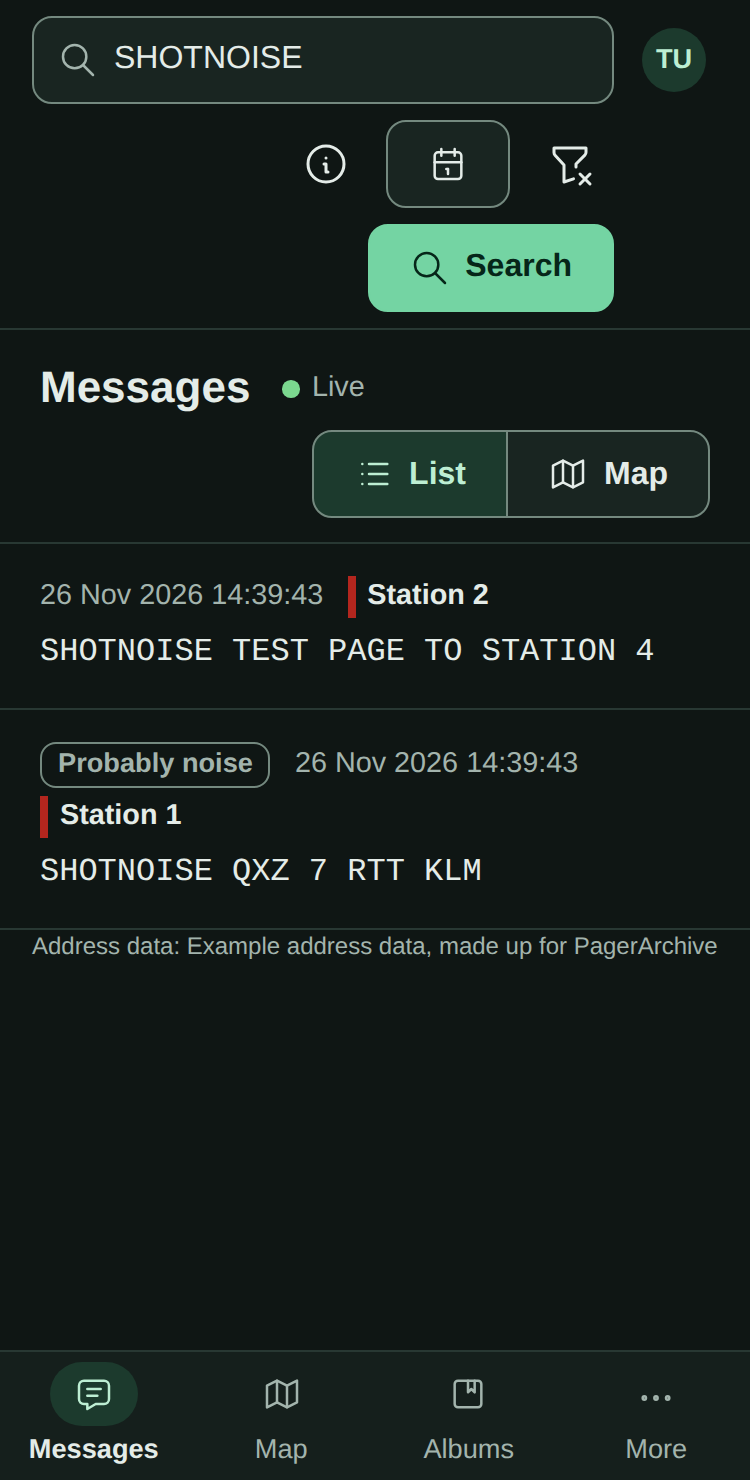 SHOTNOISE
TU
Search
Messages
Live
List
Map
26 Nov 2026 14:39:43
Station 2
SHOTNOISE TEST PAGE TO STATION 4
Probably noise
26 Nov 2026 14:39:43
Station 1
SHOTNOISE QXZ 7 RTT KLM
Address data: Example address data, made up for PagerArchive
Messages
Map
Albums
More